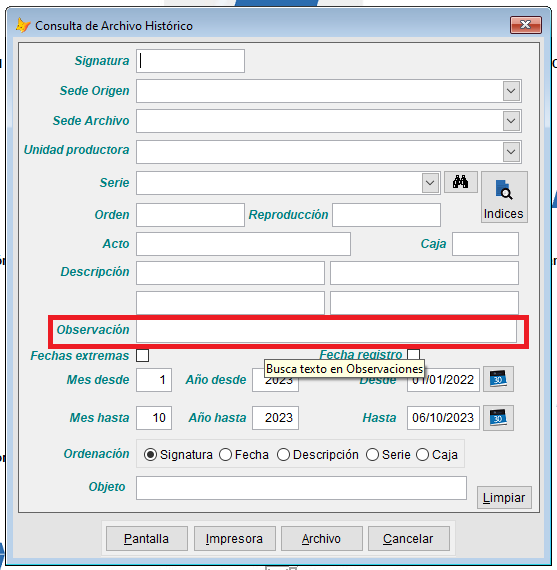 Consulta de Archivo Histórico
Signatura
Sede Origen
Sede Archivo
Unidad productora
Serie
Indices
Orden Reproducción
Acto Caja
Descripción
Observación
Fechas extremas Fecha registro
Busca texto en Observaciones
Mes desde 1 Año desde 2023 Desde 01/01/2022 30
Mes hasta 10 Año hasta 2023 Hasta 06/10/2023 30
Ordenación Signatura Fecha Descripción Serie Caja
Objeto
Limpiar
Pantalla Impresora Archivo Cancelar